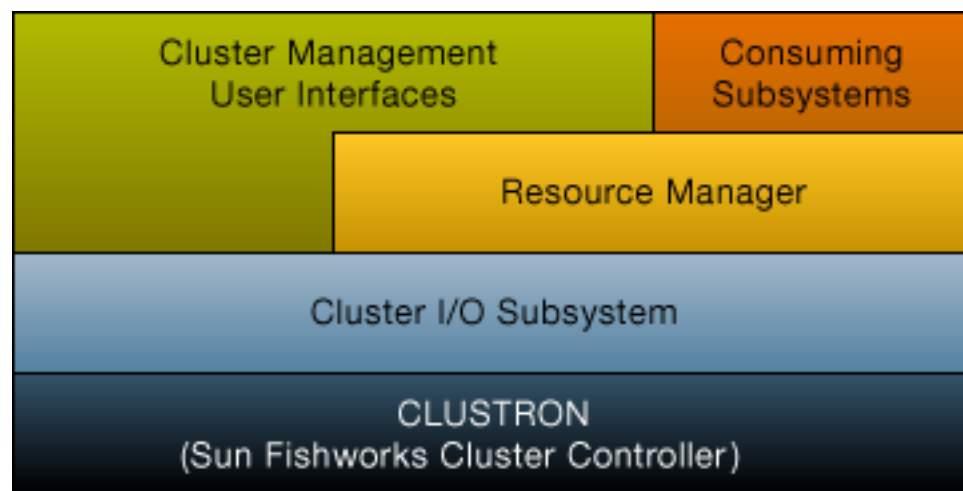 Cluster Management
User Interfaces
Consuming
Subsystems
Resource Manager
Cluster I/O Subsystem
CLUSTRON
(Sun Fishworks Cluster Controller)